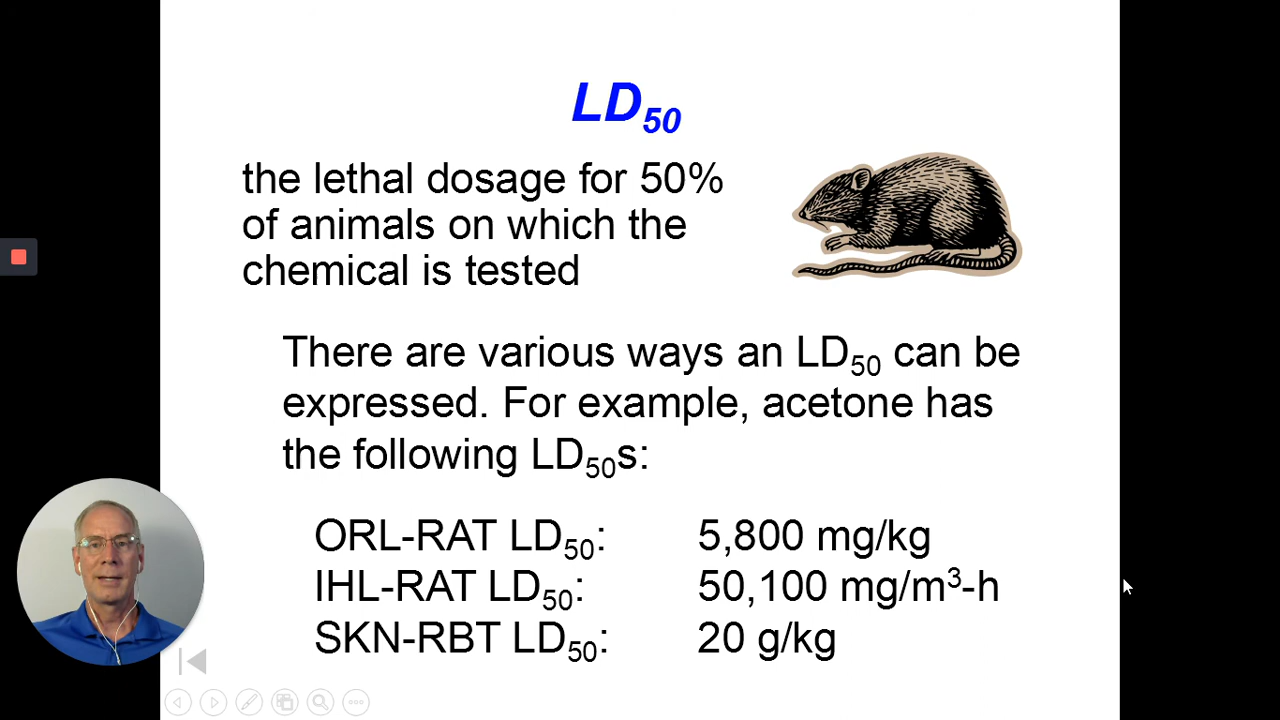 LD50
the lethal dosage for 50%
of animals on which the
chemical is tested
There are various ways an LD50 can be
expressed. For example, acetone has
the following LD50s:
ORL-RAT LD50: 5,800 mg/kg
IHL-RAT LD50: 50,100 mg/m³-h
SKN-RBT LD50: 20 g/kg